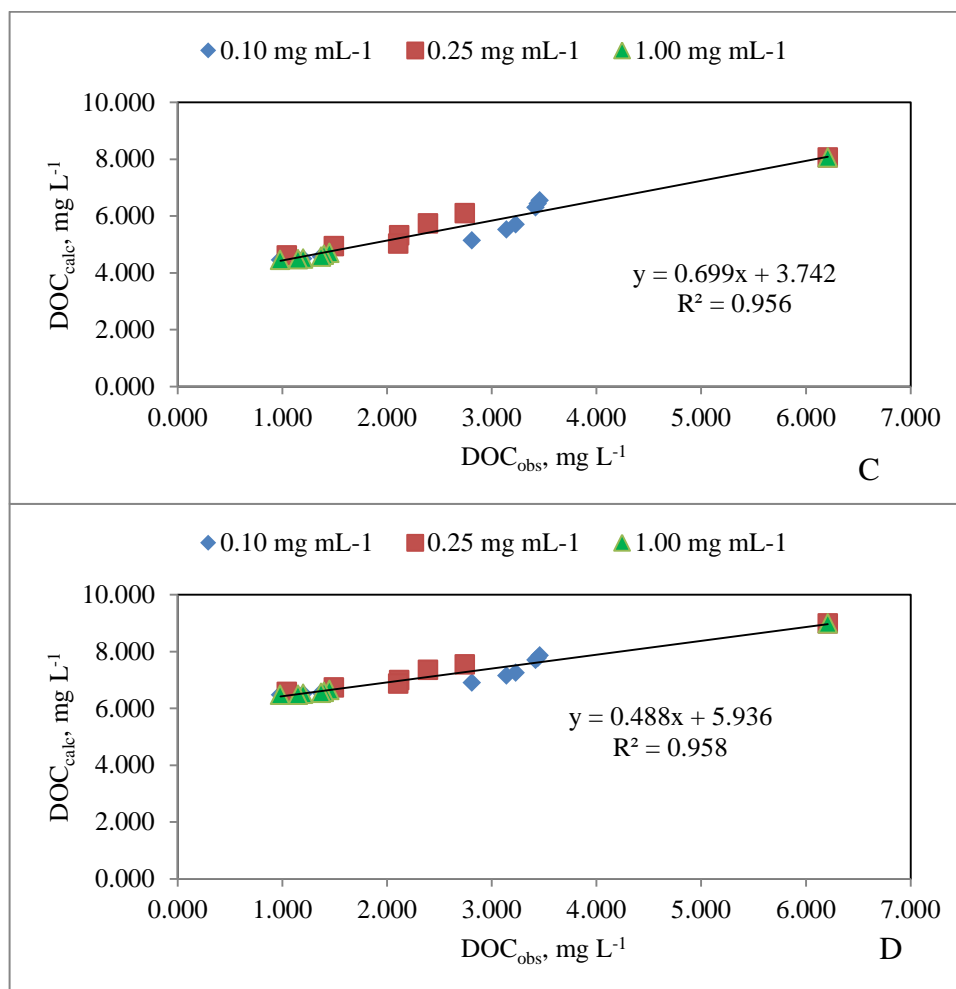 0.10 mg mL-1 0.25 mg mL-1 1.00 mg mL-1
10.000
8.000
6.000
4.000
2.000
0.000
DOCcalc, mg L-1
y = 0.699x + 3.742
R² = 0.956
0.000 1.000 2.000 3.000 4.000 5.000 6.000 7.000
DOCobs, mg L-1
C
0.10 mg mL-1 0.25 mg mL-1 1.00 mg mL-1
10.000
8.000
6.000
4.000
2.000
0.000
DOCcalc, mg L-1
y = 0.488x + 5.936
R² = 0.958
0.000 1.000 2.000 3.000 4.000 5.000 6.000 7.000
DOCobs, mg L-1
D